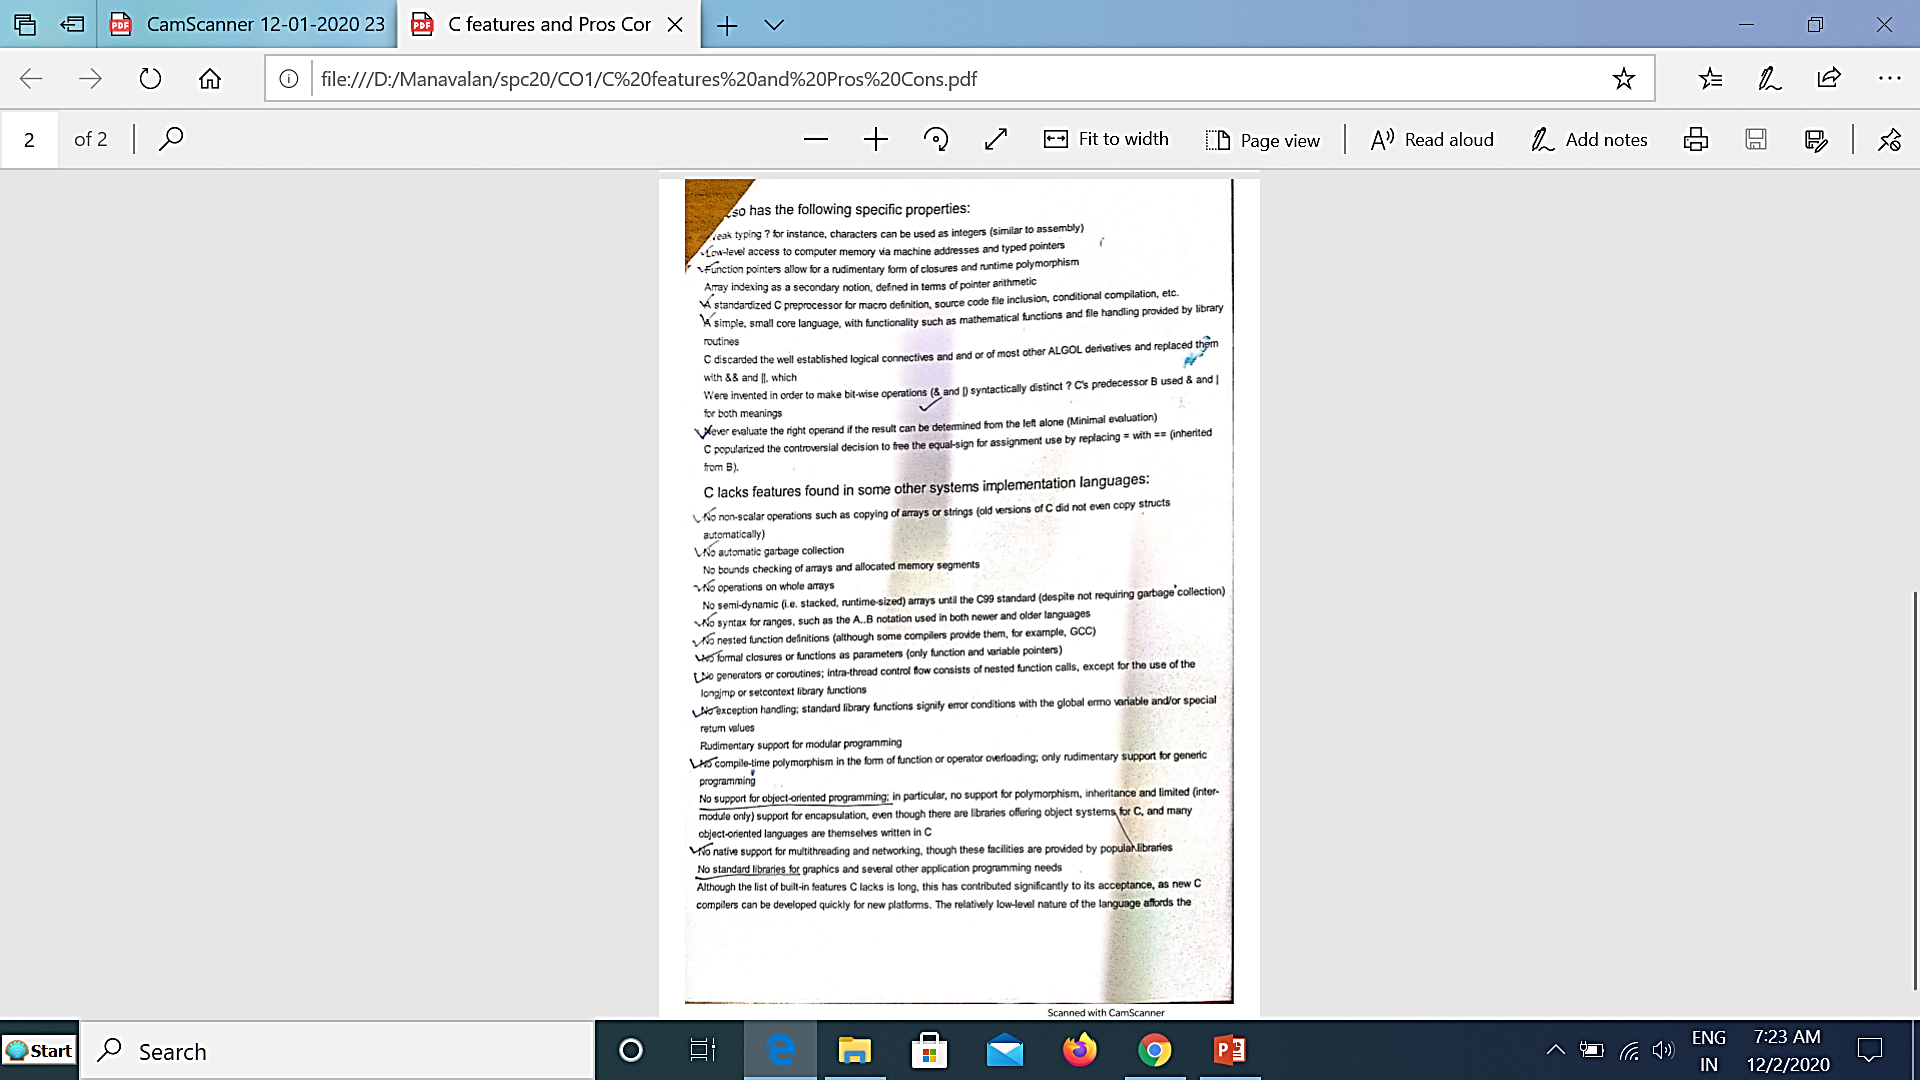 CamScanner 12-01-2020 23
C features and Pros Cor
file:///D:/Manavalan/spc20/CO1/C%20features%20and%20Pros%20Cons.pdf
2 of 2
Fit to width
Page view
Read aloud
Add notes
so has the following specific properties:
eak typing ? for instance, characters can be used as integers (similar to assembly)
Low-level access to computer memory via machine addresses and typed pointers
Function pointers allow for a rudimentary form of closures and runtime polymorphism
Array indexing as a secondary notion, defined in terms of pointer arithmetic
A standardized C preprocessor for macro definition, source code file inclusion, conditional compilation, etc.
A simple, small core language, with functionality such as mathematical functions and file handling provided by library
routines
C discarded the well established logical connectives and and or of most other ALGOL derivatives and replaced them
with && and ||, which
Were invented in order to make bit-wise operations (& and |) syntactically distinct ? C's predecessor B used & and |
for both meanings
Never evaluate the right operand if the result can be determined from the left alone (Minimal evaluation)
C popularized the controversial decision to free the equal-sign for assignment use by replacing = with == (inherited
from B).
C lacks features found in some other systems implementation languages:
No non-scalar operations such as copying of arrays or strings (old versions of C did not even copy structs
automatically)
No automatic garbage collection
No bounds checking of arrays and allocated memory segments
No operations on whole arrays
No semi-dynamic (i.e. stacked, runtime-sized) arrays until the C99 standard (despite not requiring garbage collection)
No syntax for ranges, such as the A..B notation used in both newer and older languages
No nested function definitions (although some compilers provide them, for example, GCC)
No formal closures or functions as parameters (only function and variable pointers)
No generators or coroutines; intra-thread control flow consists of nested function calls, except for the use of the
longjmp or setcontext library functions
No exception handling; standard library functions signify error conditions with the global errno variable and/or special
return values
Rudimentary support for modular programming
No compile-time polymorphism in the form of function or operator overloading; only rudimentary support for generic
programming
No support for object-oriented programming; in particular, no support for polymorphism, inheritance and limited (inter-
module only) support for encapsulation, even though there are libraries offering object systems for C, and many
object-oriented languages are themselves written in C
No native support for multithreading and networking, though these facilities are provided by popular libraries
No standard libraries for graphics and several other application programming needs
Although the list of built-in features C lacks is long, this has contributed significantly to its acceptance, as new C
compilers can be developed quickly for new platforms. The relatively low-level nature of the language affords the
Scanned with CamScanner
Start
Search
ENG
IN
7:23 AM
12/2/2020